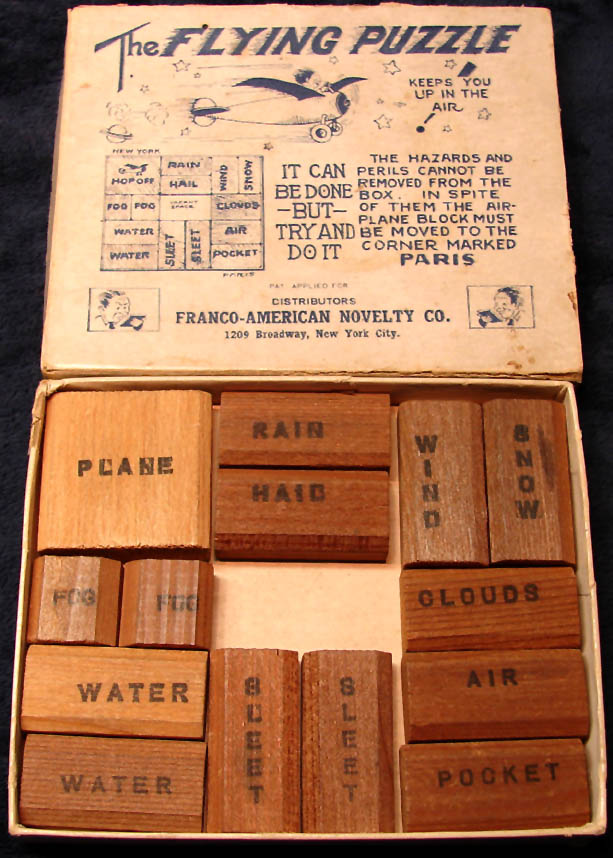 The FLYING PUZZLE
KEEPS YOU
UP IN THE
AIR
NEW YORK
HOP OFF
RAIN
HAIL
WIND
SNOW
FOG FOG
VACANT
SPACE
CLOUDS
WATER
WATER
SLEET
SLEET
AIR
POCKET
PARIS
IT CAN
BE DONE
-BUT-
TRY AND
DO IT
THE HAZARDS AND
PERILS CANNOT BE
REMOVED FROM THE
BOX. IN SPITE
OF THEM THE AIR-
PLANE BLOCK MUST
BE MOVED TO THE
CORNER MARKED
PARIS
PAT. APPLIED FOR
DISTRIBUTORS
FRANCO-AMERICAN NOVELTY CO.
1209 Broadway, New York City.
PLANE
RAIN
HAIL
WIND
SNOW
FOG
FOG
CLOUDS
WATER
SLEET
SLEET
AIR
WATER
POCKET